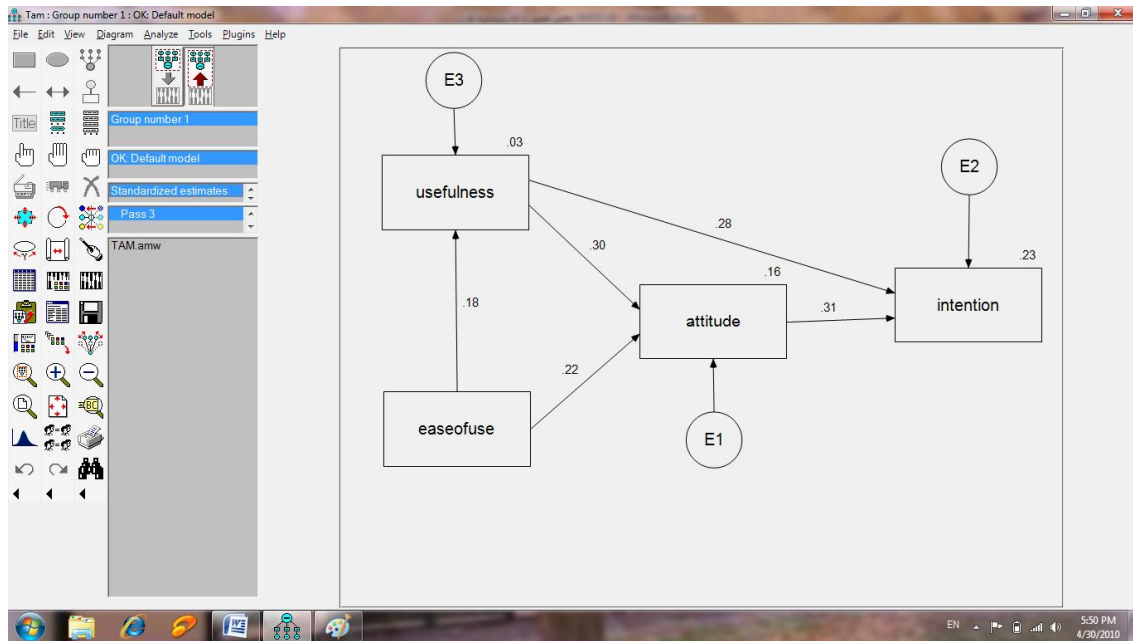 Tam : Group number 1 : OK: Default model
File Edit View Diagram Analyze Tools Plugins Help
Title
Group number 1
OK: Default model
Standardized estimates
Pass 3
TAM.amw
E3
.03
usefulness
E2
.28
.30
.23
.16
.18
intention
attitude
.31
.22
easeofuse
E1
EN
5:50 PM
4/30/2010